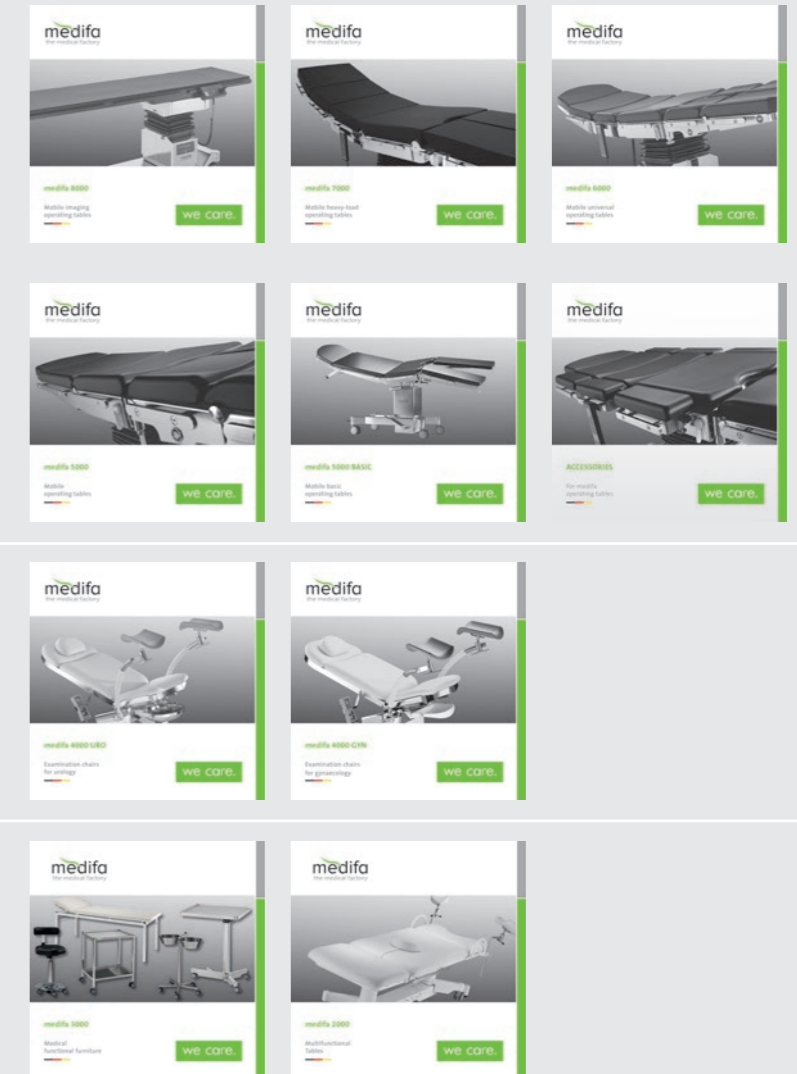 medifa
the medical factory
medifa 8000
Mobile imaging
operating tables
we care.
medifa
the medical factory
medifa 7000
Mobile heavy-load
operating tables
we care.
medifa
the medical factory
medifa 6000
Mobile universal
operating tables
we care.
medifa
the medical factory
medifa 5000
Mobile
operating tables
we care.
medifa
the medical factory
medifa 5000 BASIC
Mobile basic
operating tables
we care.
medifa
the medical factory
ACCESSORIES
For medifa
operating tables
we care.
medifa
the medical factory
medifa 4000 URO
Examination chairs
for urology
we care.
medifa
the medical factory
medifa 4000 GYN
Examination chairs
for gynaecology
we care.
medifa
the medical factory
medifa 3000
Medical
functional furniture
we care.
medifa
the medical factory
medifa 2000
Multifunctional
Tables
we care.